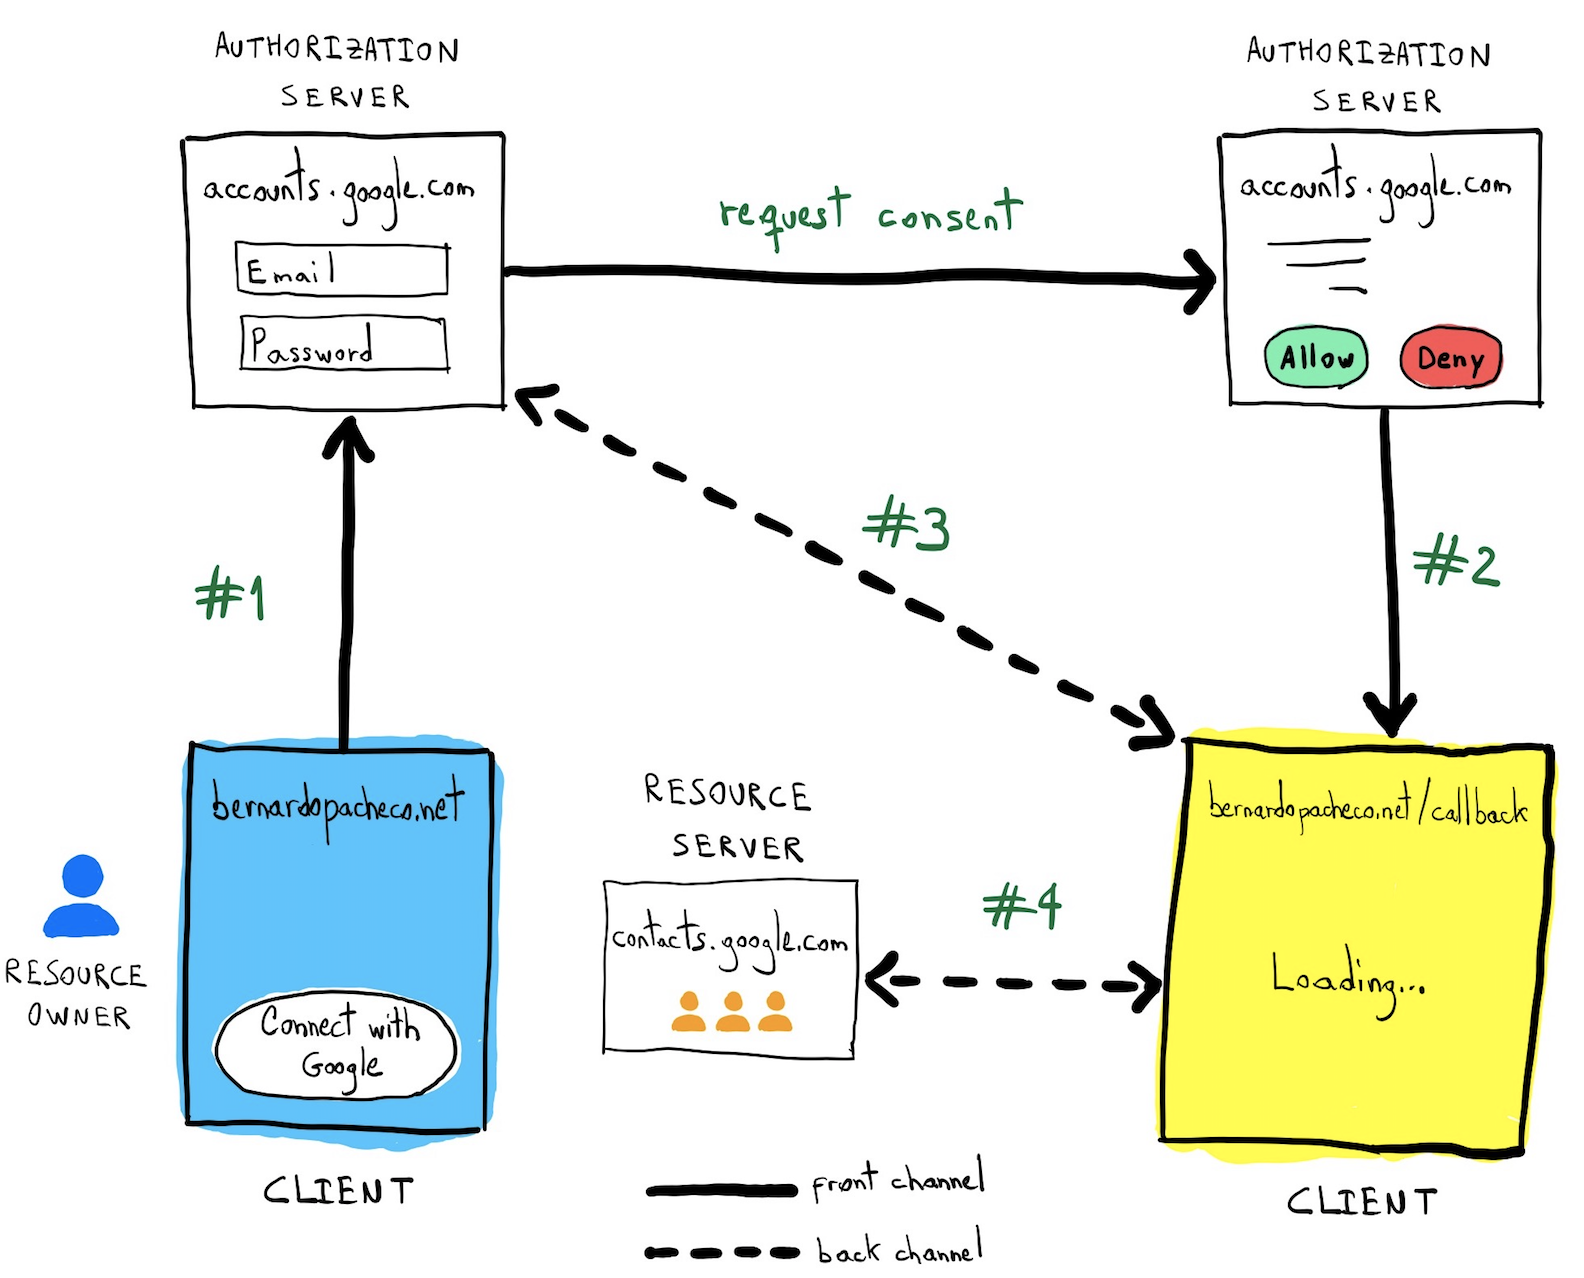 AUTHORIZATION
SERVER
accounts.google.com
Email
Password
request consent
AUTHORIZATION
SERVER
accounts.google.com
Allow
Deny
#1
#3
#2
bernardopacheco.net
Connect with
Google
CLIENT
RESOURCE
OWNER
RESOURCE
SERVER
contacts.google.com
#4
bernardopacheco.net/callback
Loading...
CLIENT
front channel
back channel